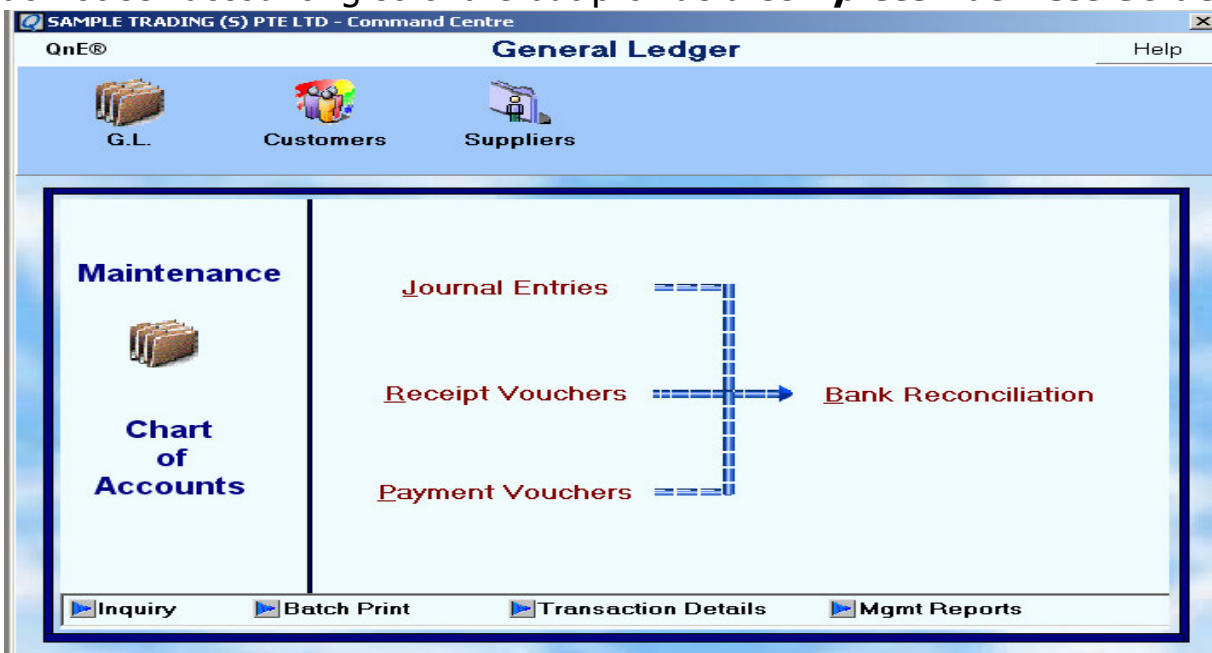 SAMPLE TRADING (S) PTE LTD - Command Centre
QnE® General Ledger Help
G.L. Customers Suppliers
Maintenance
Chart
of
Accounts
Journal Entries
Receipt Vouchers
Payment Vouchers
Bank Reconciliation
Inquiry Batch Print Transaction Details Mgmt Reports